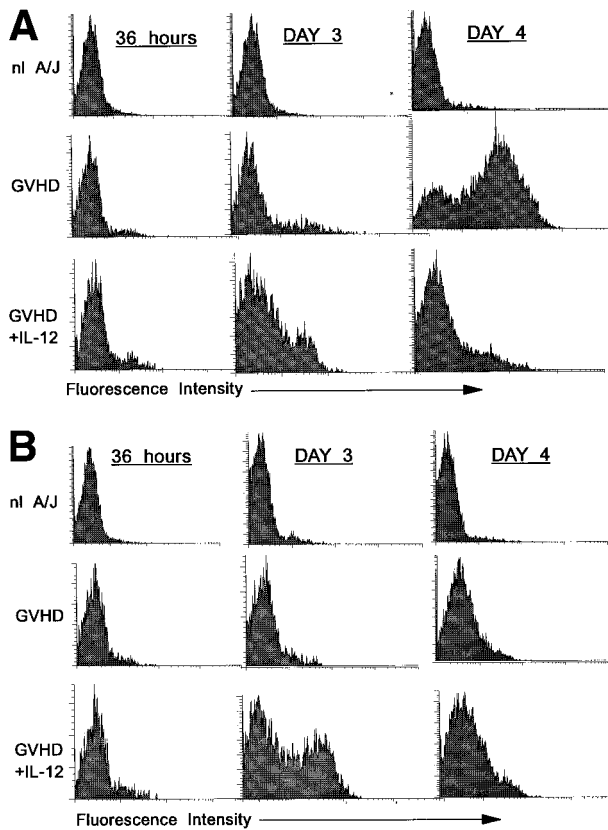 A
36 hours
DAY 3
DAY 4
nl A/J
GVHD
GVHD
+IL-12
Fluorescence Intensity
B
36 hours
DAY 3
DAY 4
nl A/J
GVHD
GVHD
+IL-12
Fluorescence Intensity